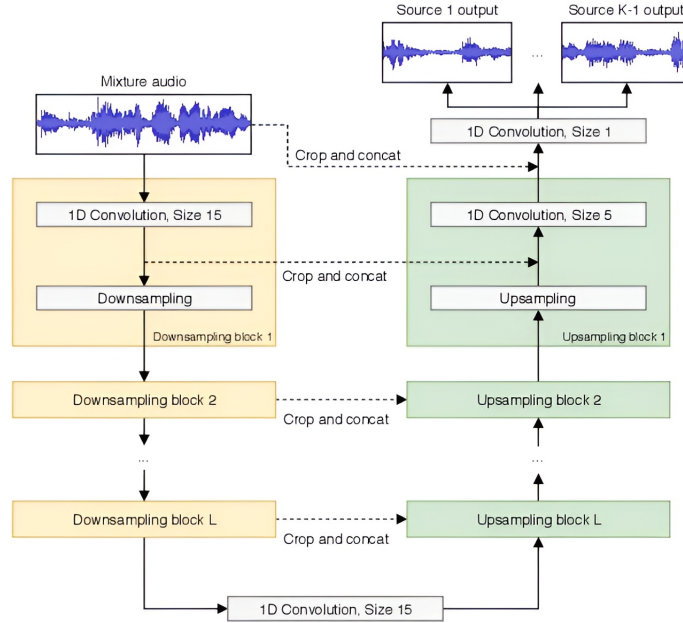 Source 1 output
Source K-1 output
...
Mixture audio
1D Convolution, Size 1
Crop and concat
1D Convolution, Size 15
1D Convolution, Size 5
Crop and concat
Downsampling
Upsampling
Downsampling block 1
Upsampling block 1
Downsampling block 2
Upsampling block 2
Crop and concat
...
...
Downsampling block L
Upsampling block L
Crop and concat
1D Convolution, Size 15